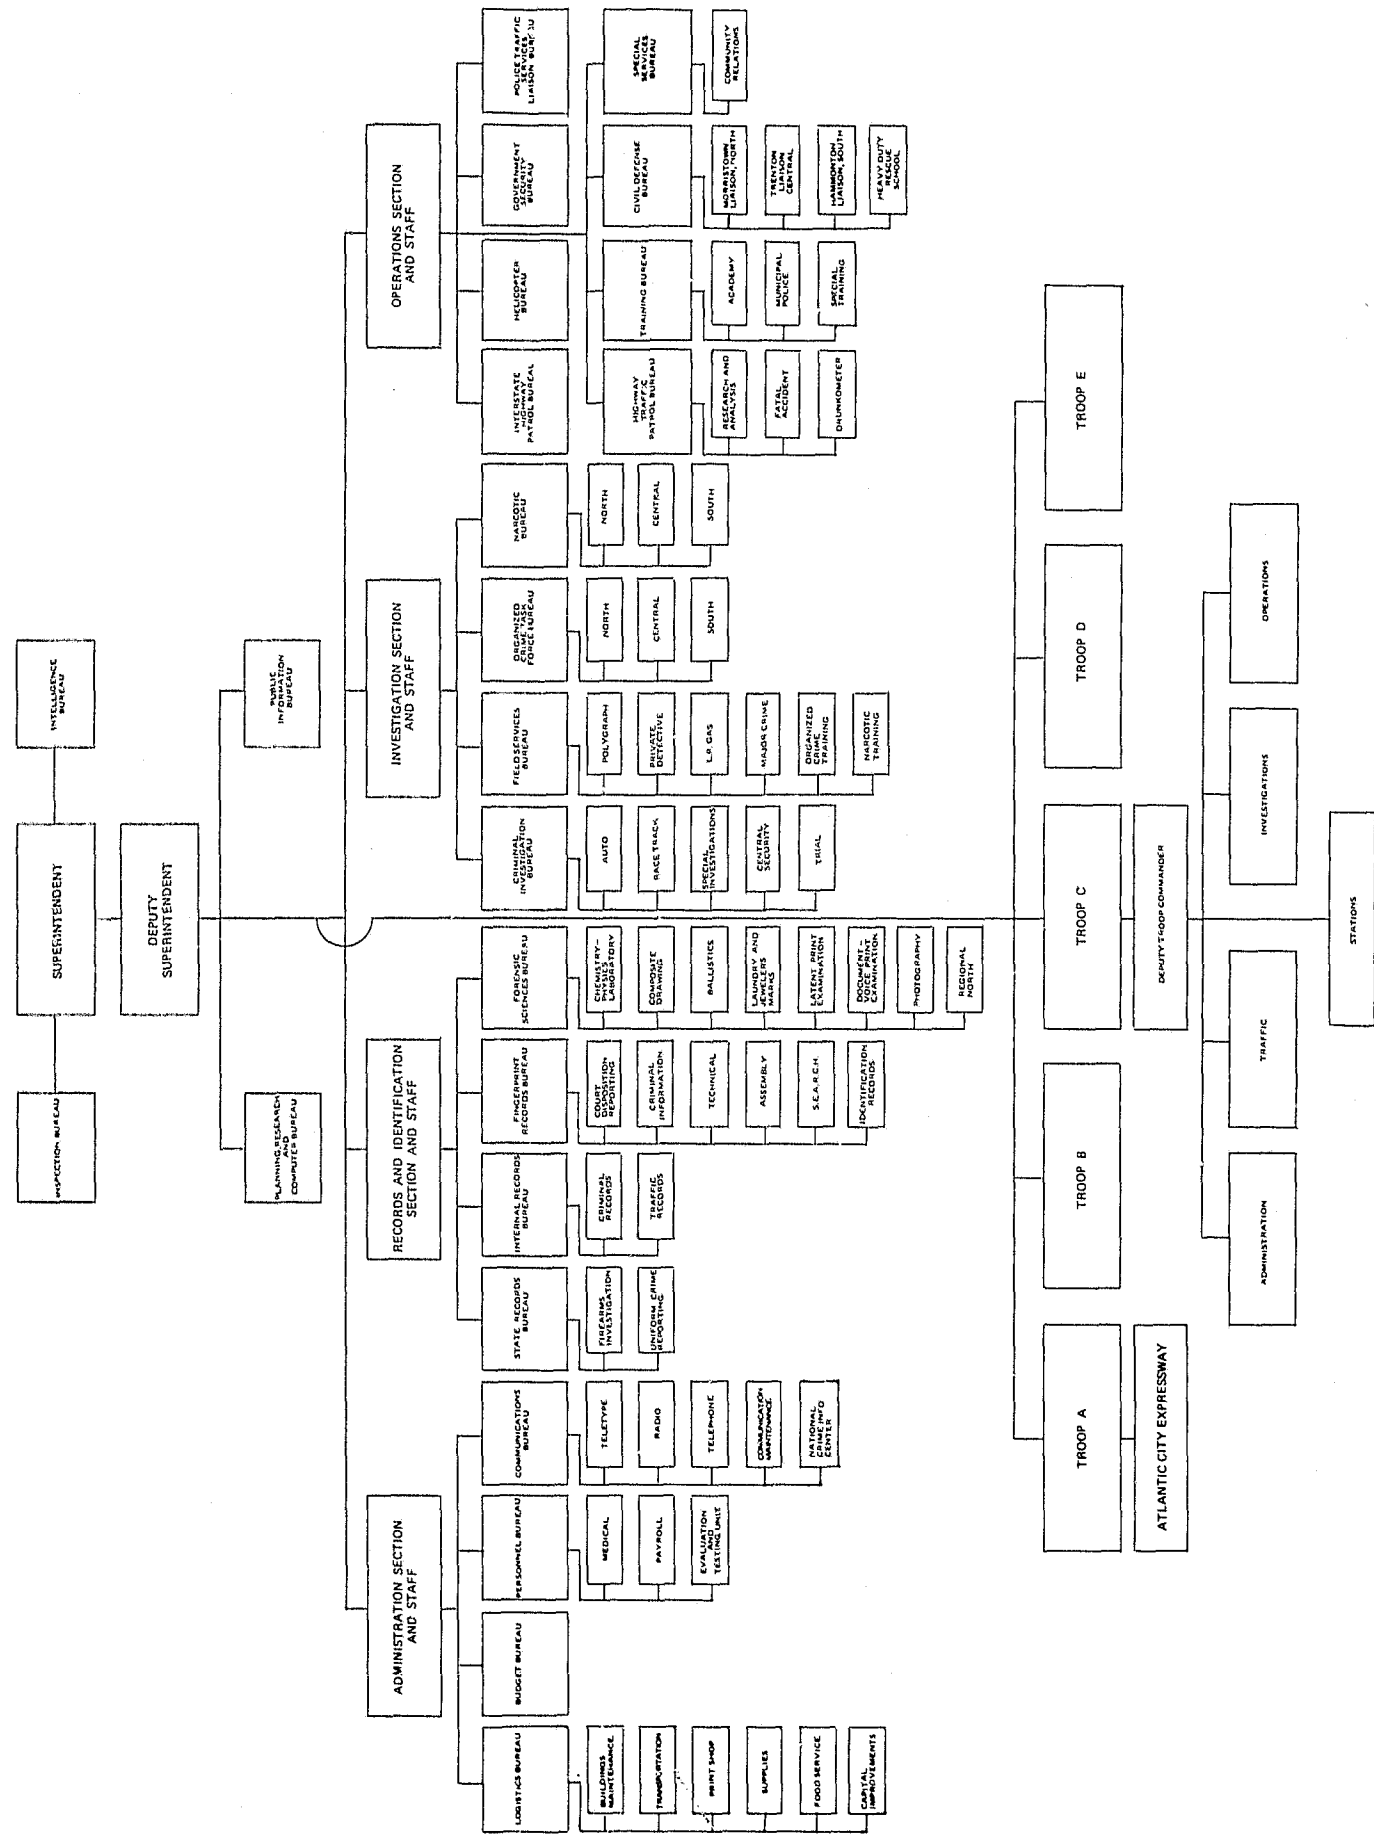 SUPERINTENDENT
INSPECTION BUREAU
INTELLIGENCE
BUREAU
DEPUTY
SUPERINTENDENT
PLANNING, RESEARCH
AND
COMPUTER BUREAU
PUBLIC
INFORMATION
BUREAU
ADMINISTRATION SECTION
AND STAFF
RECORDS AND IDENTIFICATION
SECTION AND STAFF
INVESTIGATION SECTION
AND STAFF
OPERATIONS SECTION
AND STAFF
LOGISTICS BUREAU
BUILDINGS
MAINTENANCE
TRANSPORTATION
PRINT SHOP
SUPPLIES
FOOD SERVICE
CAPITAL
IMPROVEMENTS
BUDGET BUREAU
PERSONNEL BUREAU
MEDICAL
PAYROLL
EVALUATION
AND
TESTING UNIT
COMMUNICATIONS
BUREAU
TELETYPE
RADIO
TELEPHONE
COMMUNICATION
MAINTENANCE
NATIONAL
CRIME INFO
CENTER
STATE RECORDS
BUREAU
FIREARMS
INVESTIGATION
UNIFORM CRIME
REPORTING
INTERNAL RECORDS
BUREAU
CRIMINAL
RECORDS
TRAFFIC
RECORDS
FINGERPRINT
RECORDS BUREAU
COURT
DISPOSITION
REPORTING
CRIMINAL
INFORMATION
TECHNICAL
ASSEMBLY
S.E.A.R.C.H.
IDENTIFICATION
RECORDS
FORENSIC
SCIENCES BUREAU
CHEMISTRY-
PHYSICS
LABORATORY
COMPOSITE
DRAWING
BALLISTICS
LAUNDRY AND
JEWELERS
MARKS
LATENT PRINT
EXAMINATION
DOCUMENT-
VOICE PRINT
EXAMINATION
PHOTOGRAPHY
REGIONAL
NORTH
CRIMINAL
INVESTIGATION
BUREAU
AUTO
RACE TRACK
SPECIAL
INVESTIGATIONS
CENTRAL
SECURITY
TRIAL
FIELD SERVICES
BUREAU
POLYGRAPH
PRIVATE
DETECTIVE
L.P. GAS
MAJOR CRIME
ORGANIZED
CRIME
TRAINING
NARCOTIC
TRAINING
ORGANIZED
CRIME TASK
FORCE BUREAU
NORTH
CENTRAL
SOUTH
NARCOTIC
BUREAU
NORTH
CENTRAL
SOUTH
INTERSTATE
HIGHWAY
PATROL BUREAU
HELICOPTER
BUREAU
GOVERNMENT
SECURITY
BUREAU
POLICE TRAFFIC
SERVICES
LIAISON BUREAU
HIGHWAY
TRAFFIC
PATROL BUREAU
RESEARCH AND
ANALYSIS
FATAL
ACCIDENT
DRUNKOMETER
TRAINING BUREAU
ACADEMY
MUNICIPAL
POLICE
SPECIAL
TRAINING
CIVIL DEFENSE
BUREAU
MORRISTOWN
LIAISON, NORTH
TRENTON
LIAISON
CENTRAL
HAMMONTON
LIAISON, SOUTH
HEAVY DUTY
RESCUE
SCHOOL
SPECIAL
SERVICES
BUREAU
COMMUNITY
RELATIONS
TROOP A
TROOP B
TROOP C
TROOP D
TROOP E
ATLANTIC CITY EXPRESSWAY
DEPUTY TROOP COMMANDER
ADMINISTRATION
TRAFFIC
INVESTIGATIONS
OPERATIONS
STATIONS